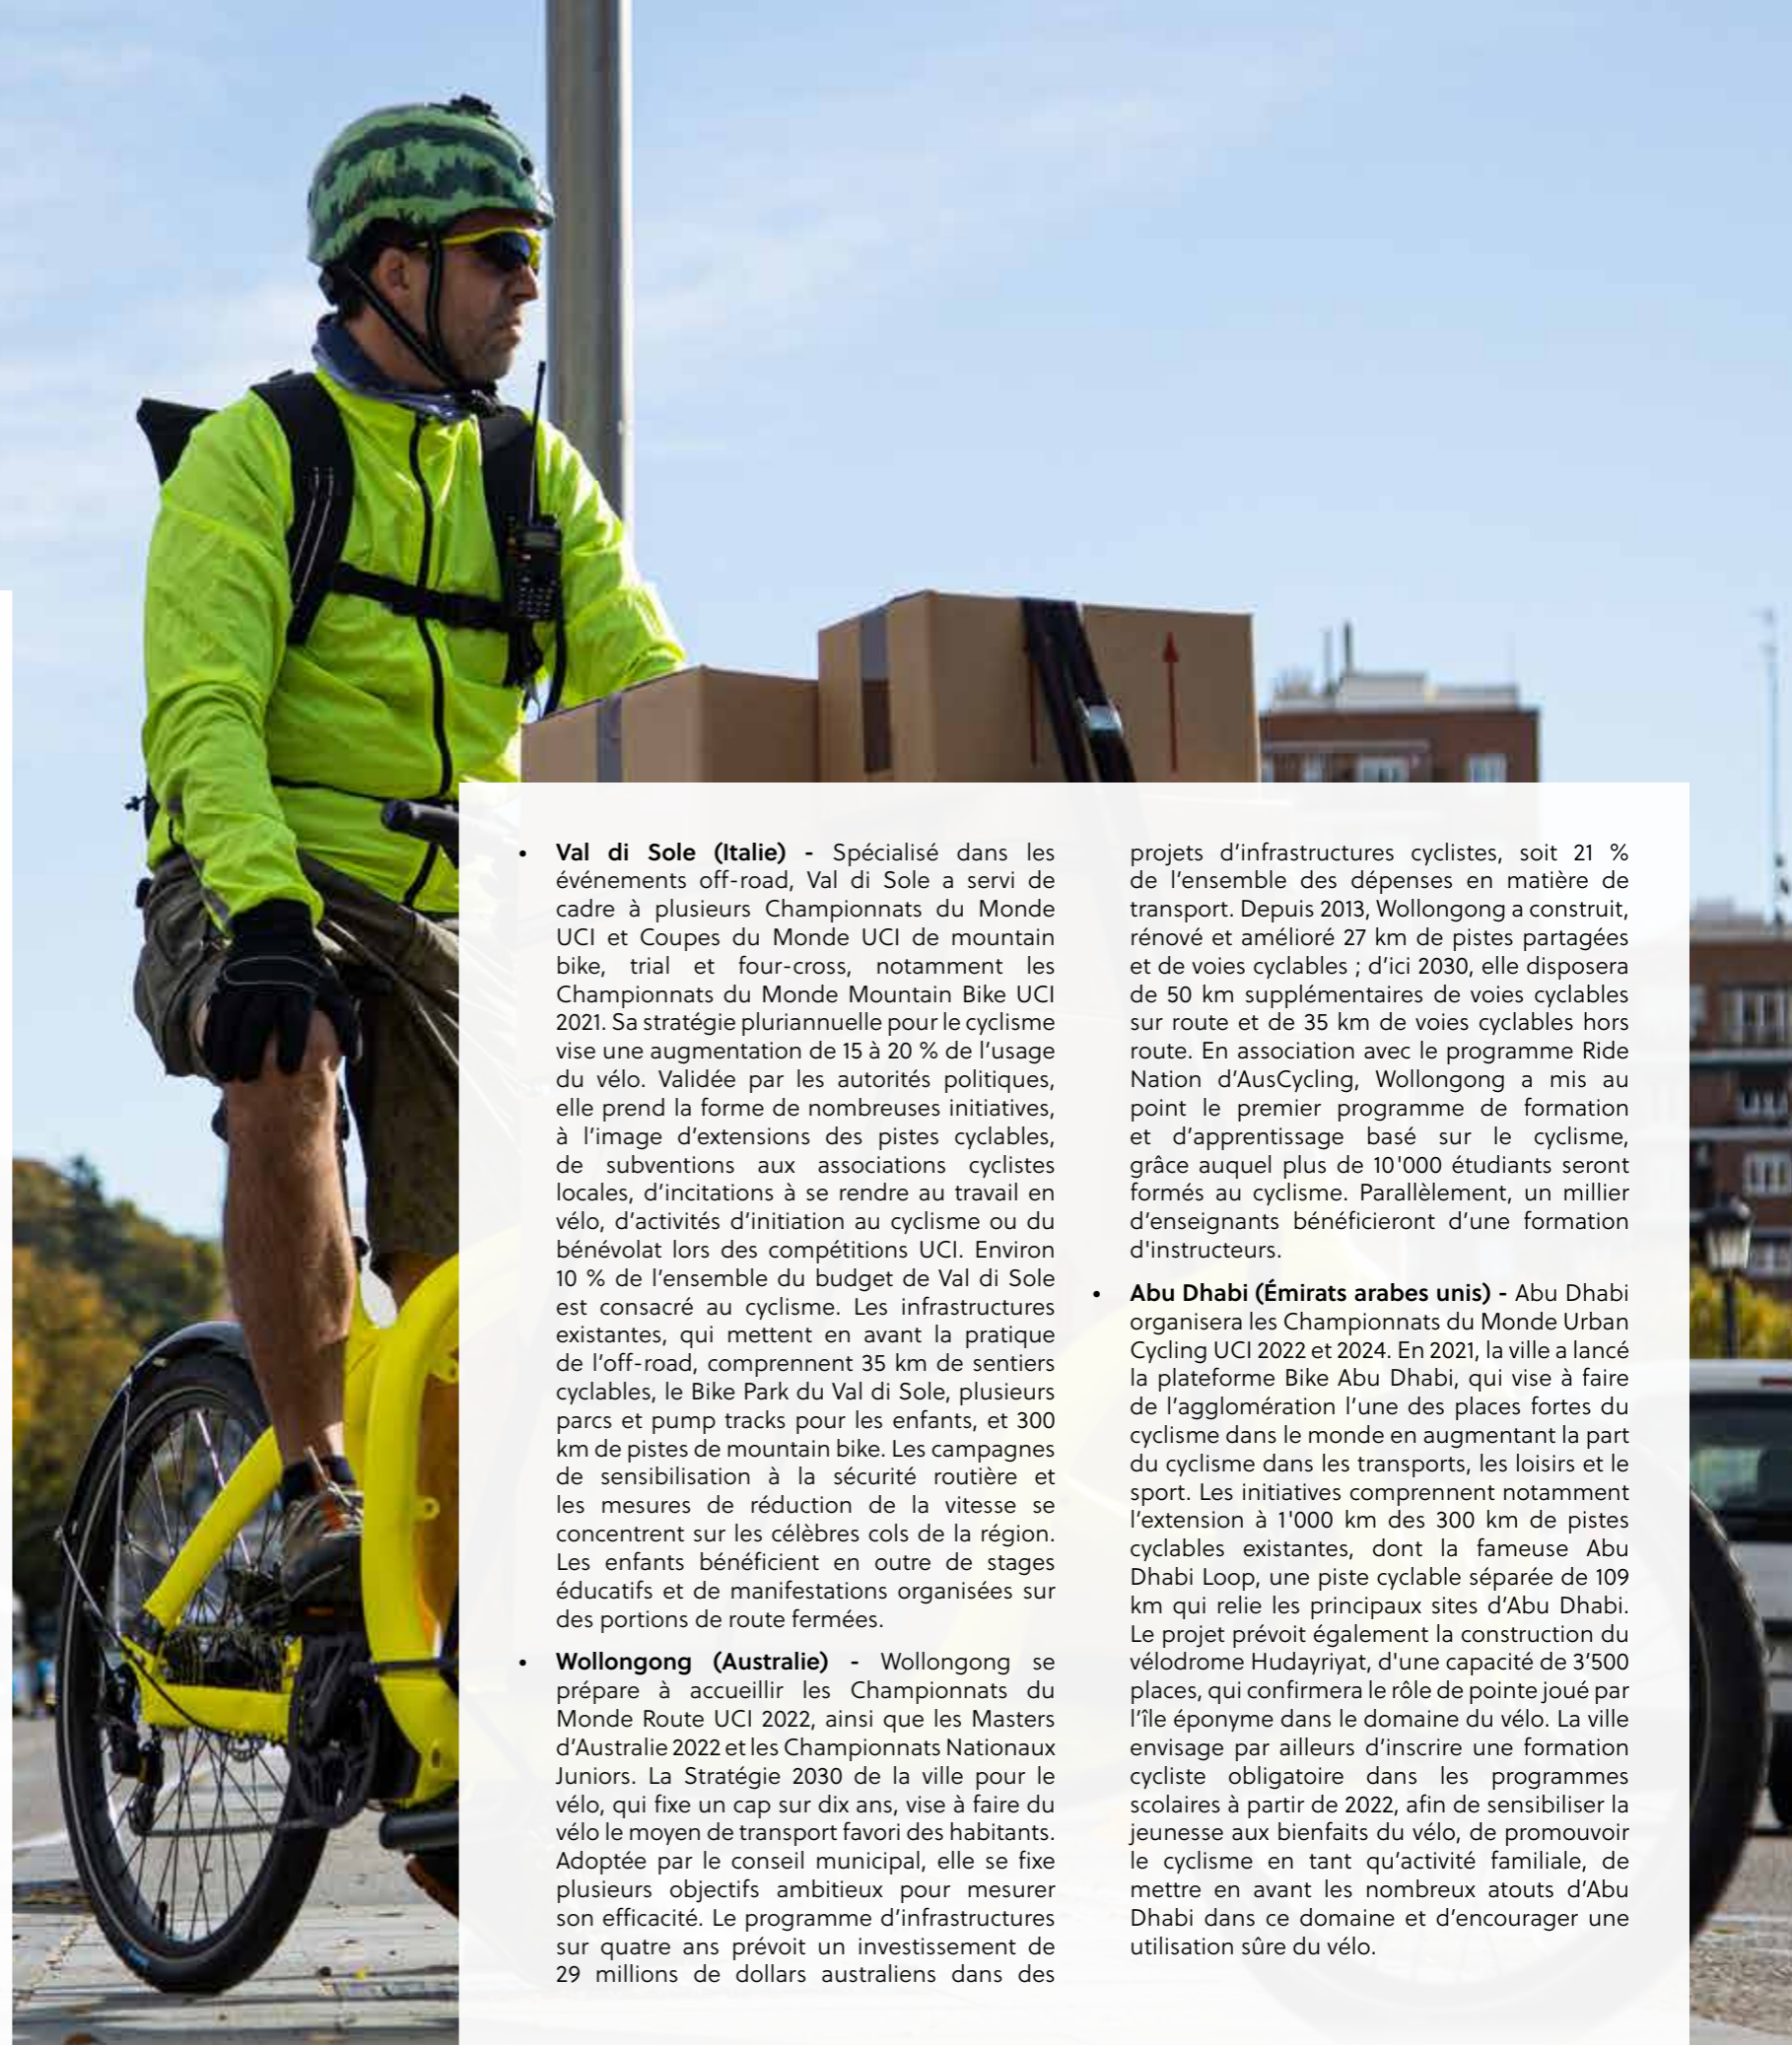 • Val di Sole (Italie) - Spécialisé dans les
événements off-road, Val di Sole a servi de
cadre à plusieurs Championnats du Monde
UCI et Coupes du Monde UCI de mountain
bike, trial et four-cross, notamment les
Championnats du Monde Mountain Bike UCI
2021. Sa stratégie pluriannuelle pour le cyclisme
vise une augmentation de 15 à 20 % de l’usage
du vélo. Validée par les autorités politiques,
elle prend la forme de nombreuses initiatives,
à l’image d’extensions des pistes cyclables,
de subventions aux associations cyclistes
locales, d’incitations à se rendre au travail en
vélo, d’activités d’initiation au cyclisme ou du
bénévolat lors des compétitions UCI. Environ
10 % de l’ensemble du budget de Val di Sole
est consacré au cyclisme. Les infrastructures
existantes, qui mettent en avant la pratique
de l’off-road, comprennent 35 km de sentiers
cyclables, le Bike Park du Val di Sole, plusieurs
parcs et pump tracks pour les enfants, et 300
km de pistes de mountain bike. Les campagnes
de sensibilisation à la sécurité routière et
les mesures de réduction de la vitesse se
concentrent sur les célèbres cols de la région.
Les enfants bénéficient en outre de stages
éducatifs et de manifestations organisées sur
des portions de route fermées.
• Wollongong (Australie) - Wollongong se
prépare à accueillir les Championnats du
Monde Route UCI 2022, ainsi que les Masters
d’Australie 2022 et les Championnats Nationaux
Juniors. La Stratégie 2030 de la ville pour le
vélo, qui fixe un cap sur dix ans, vise à faire du
vélo le moyen de transport favori des habitants.
Adoptée par le conseil municipal, elle se fixe
plusieurs objectifs ambitieux pour mesurer
son efficacité. Le programme d’infrastructures
sur quatre ans prévoit un investissement de
29 millions de dollars australiens dans des
projets d’infrastructures cyclistes, soit 21 %
de l’ensemble des dépenses en matière de
transport. Depuis 2013, Wollongong a construit,
rénové et amélioré 27 km de pistes partagées
et de voies cyclables ; d’ici 2030, elle disposera
de 50 km supplémentaires de voies cyclables
sur route et de 35 km de voies cyclables hors
route. En association avec le programme Ride
Nation d’AusCycling, Wollongong a mis au
point le premier programme de formation
et d’apprentissage basé sur le cyclisme,
grâce auquel plus de 10'000 étudiants seront
formés au cyclisme. Parallèlement, un millier
d’enseignants bénéficieront d’une formation
d'instructeurs.
• Abu Dhabi (Émirats arabes unis) - Abu Dhabi
organisera les Championnats du Monde Urban
Cycling UCI 2022 et 2024. En 2021, la ville a lancé
la plateforme Bike Abu Dhabi, qui vise à faire
de l’agglomération l’une des places fortes du
cyclisme dans le monde en augmentant la part
du cyclisme dans les transports, les loisirs et le
sport. Les initiatives comprennent notamment
l’extension à 1'000 km des 300 km de pistes
cyclables existantes, dont la fameuse Abu
Dhabi Loop, une piste cyclable séparée de 109
km qui relie les principaux sites d’Abu Dhabi.
Le projet prévoit également la construction du
vélodrome Hudayriyat, d'une capacité de 3’500
places, qui confirmera le rôle de pointe joué par
l’île éponyme dans le domaine du vélo. La ville
envisage par ailleurs d’inscrire une formation
cycliste obligatoire dans les programmes
scolaires à partir de 2022, afin de sensibiliser la
jeunesse aux bienfaits du vélo, de promouvoir
le cyclisme en tant qu’activité familiale, de
mettre en avant les nombreux atouts d’Abu
Dhabi dans ce domaine et d’encourager une
utilisation sûre du vélo.